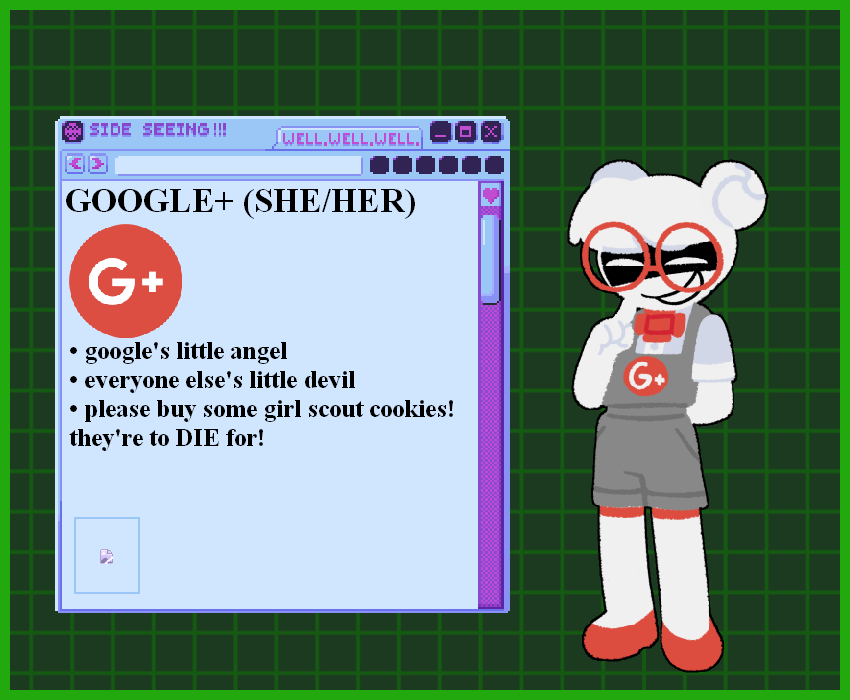 SIDE SEEING!!!
WELL.WELL.WELL.
GOOGLE+ (SHE/HER)
G+
• google's little angel
• everyone else's little devil
• please buy some girl scout cookies!
they're to DIE for!
G+